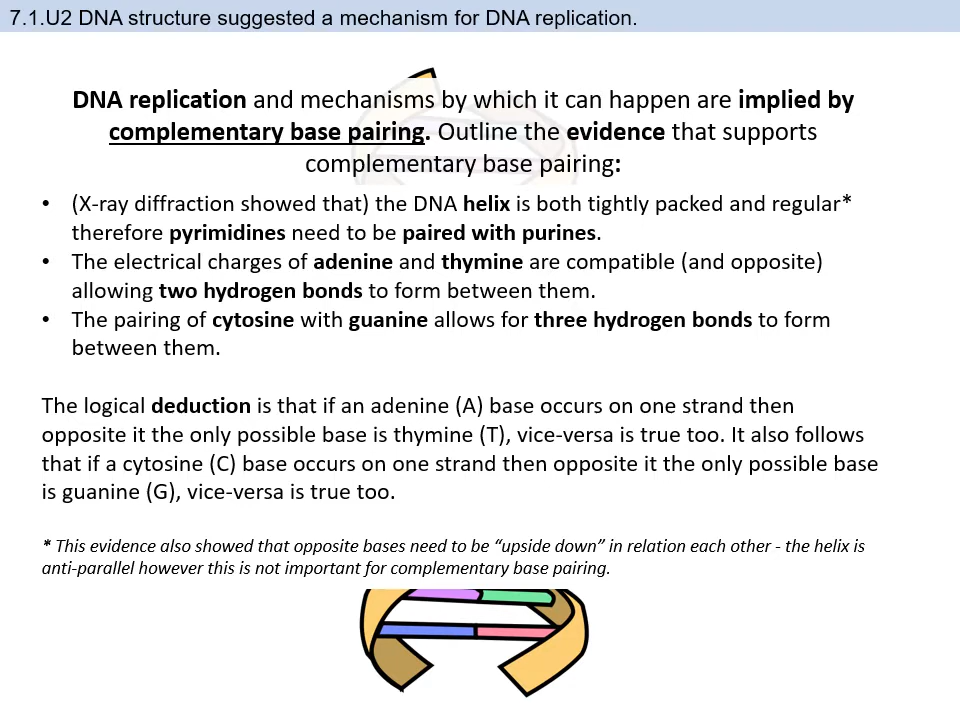 7.1.U2 DNA structure suggested a mechanism for DNA replication.
DNA replication and mechanisms by which it can happen are implied by
complementary base pairing. Outline the evidence that supports
complementary base pairing:
• (X-ray diffraction showed that) the DNA helix is both tightly packed and regular*
therefore pyrimidines need to be paired with purines.
• The electrical charges of adenine and thymine are compatible (and opposite)
allowing two hydrogen bonds to form between them.
• The pairing of cytosine with guanine allows for three hydrogen bonds to form
between them.
The logical deduction is that if an adenine (A) base occurs on one strand then
opposite it the only possible base is thymine (T), vice-versa is true too. It also follows
that if a cytosine (C) base occurs on one strand then opposite it the only possible base
is guanine (G), vice-versa is true too.
* This evidence also showed that opposite bases need to be “upside down” in relation each other - the helix is
anti-parallel however this is not important for complementary base pairing.